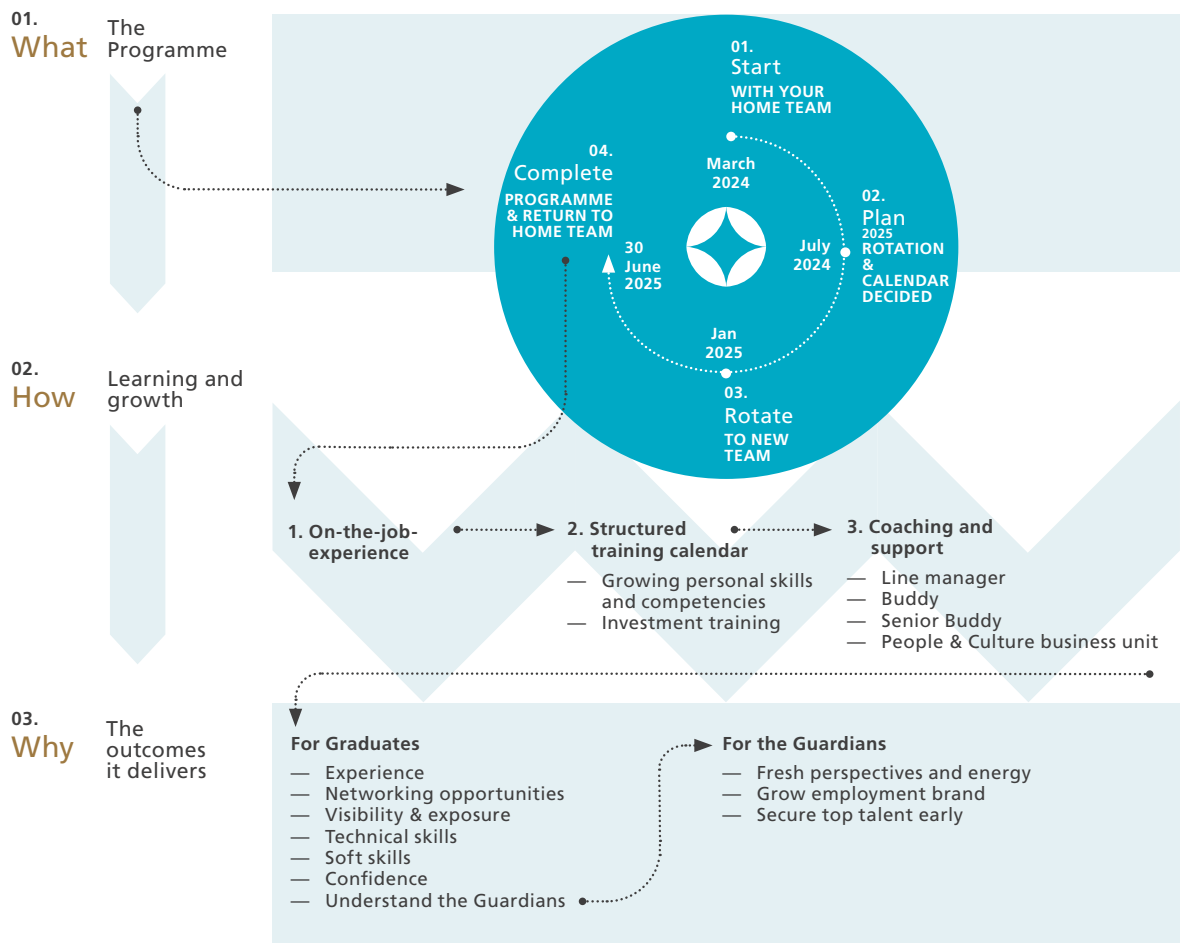 01.
What
The
Programme
01.
Start
WITH YOUR
HOME TEAM
March
2024
02.
Plan
2025
ROTATION
&
CALENDAR
DECIDED
July
2024
Jan
2025
03.
Rotate
TO NEW
TEAM
04.
Complete
PROGRAMME
& RETURN TO
HOME TEAM
30
June
2025
02.
How
Learning and
growth
1. On-the-job-
experience
2. Structured
training calendar
— Growing personal skills
and competencies
— Investment training
3. Coaching and
support
— Line manager
— Buddy
— Senior Buddy
— People & Culture business unit
03.
Why
The
outcomes
it delivers
For Graduates
— Experience
— Networking opportunities
— Visibility & exposure
— Technical skills
— Soft skills
— Confidence
— Understand the Guardians
For the Guardians
— Fresh perspectives and energy
— Grow employment brand
— Secure top talent early